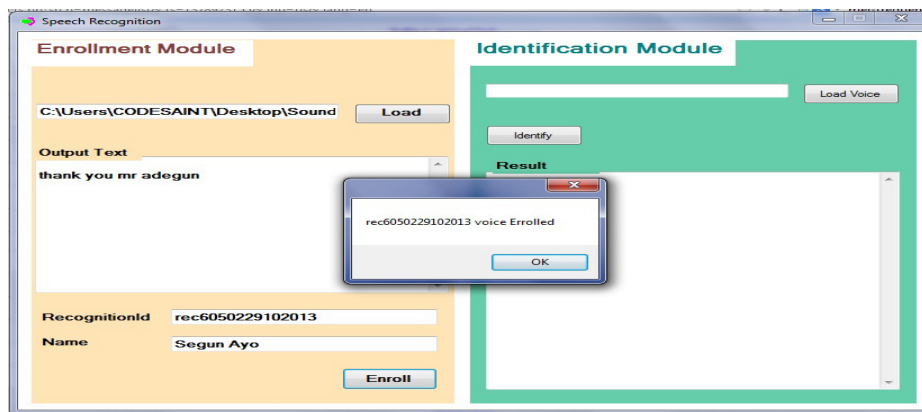 Speech Recognition
Enrollment Module
C:\Users\CODESAINT\Desktop\Sound
Load
Output Text
thank you mr adegun
RecognitionId
rec6050229102013
Name
Segun Ayo
Enroll
Identification Module
Load Voice
Identify
Result
rec6050229102013 voice Errolled
OK